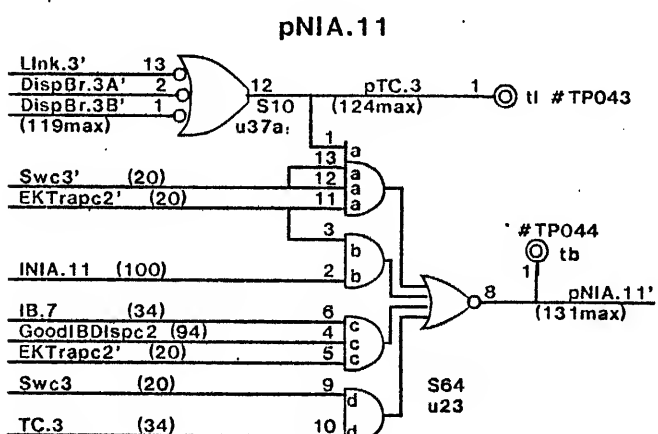 pNIA.11
LInk.3' 13
DispBr.3A' 2
DispBr.3B' 1
(119max)
12
S10
u37a
pTC.3
(124max)
1
tl #TP043
1
a
13
a
Swc3' (20) 12
a
EKTrapc2' (20) 11
a
3
b
INIA.11 (100) 2
b
#TP044
tb
1
8
pNIA.11'
(131max)
IB.7 (34) 6
c
GoodIBDIspc2 (94) 4
c
EKTrapc2' (20) 5
c
Swc3 (20) 9
d
S64
u23
TC.3 (34) 10
d